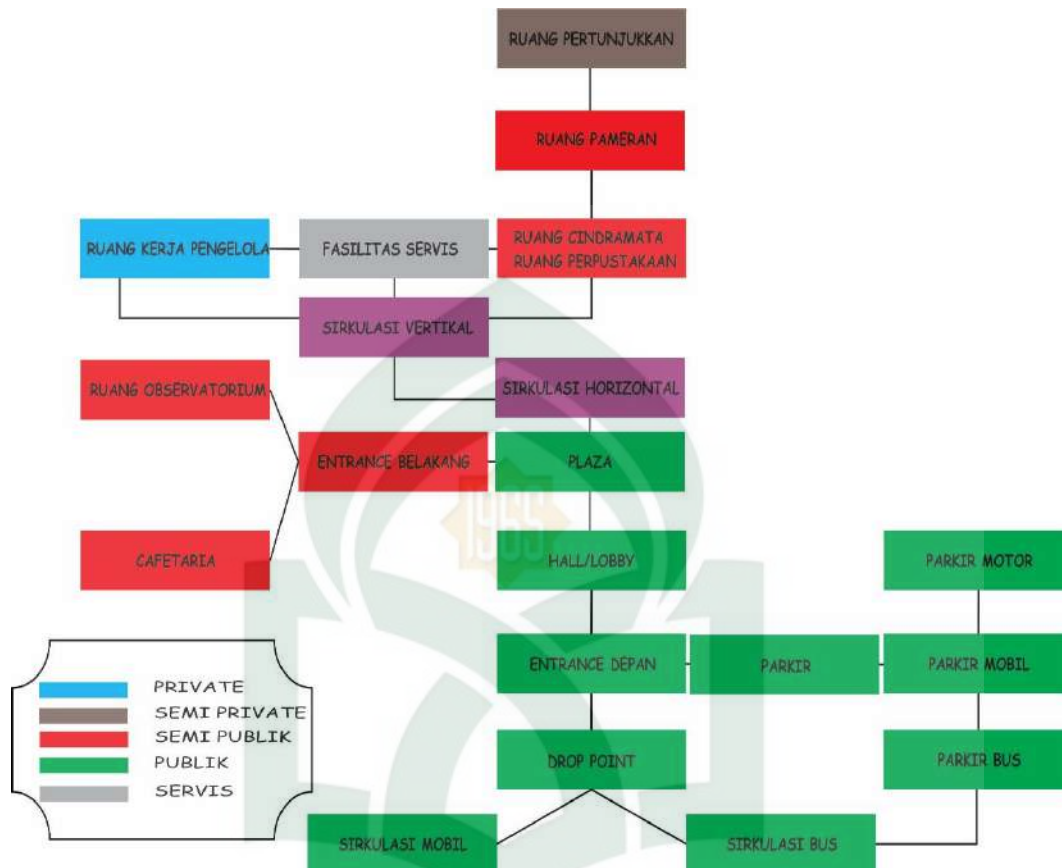 RUANG PERTUNJUKKAN
RUANG PAMERAN
RUANG KERJA PENGELOLA
FASILITAS SERVIS
RUANG CINDRAMATA
RUANG PERPUSTAKAAN
SIRKULASI VERTIKAL
RUANG OBSERVATORIUM
SIRKULASI HORIZONTAL
ENTRANCE BELAKANG
PLAZA
1965
CAFETARIA
HALL/LOBBY
PARKIR MOTOR
ENTRANCE DEPAN
PARKIR
PARKIR MOBIL
DROP POINT
PARKIR BUS
SIRKULASI MOBIL
SIRKULASI BUS
PRIVATE
SEMI PRIVATE
SEMI PUBLIK
PUBLIK
SERVIS